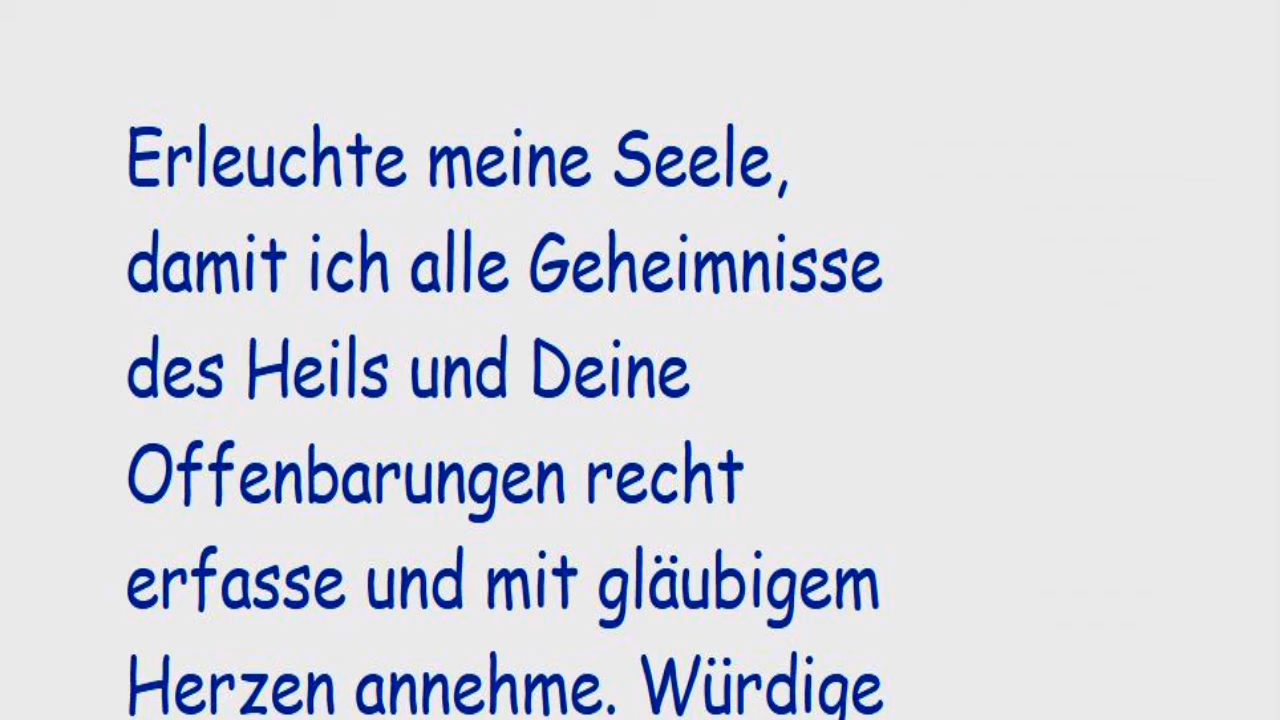 Erleuchte meine Seele,
damit ich alle Geheimnisse
des Heils und Deine
Offenbarungen recht
erfasse und mit gläubigem
Herzen annehme. Würdige